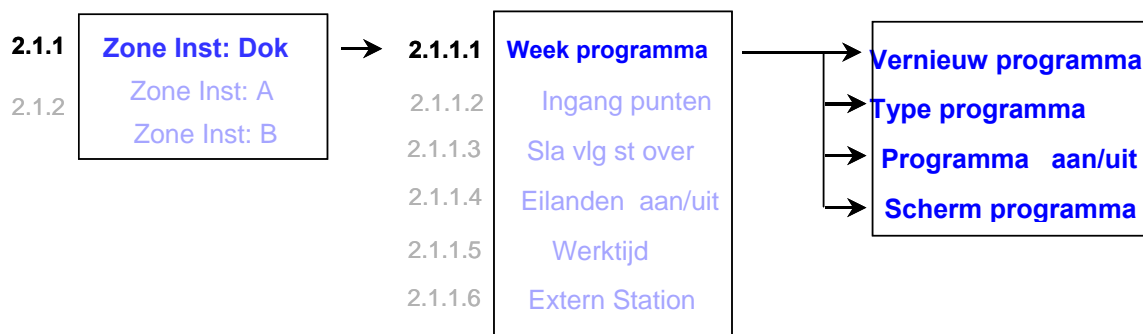 2.1.1 Zone Inst: Dok
2.1.2 Zone Inst: A
Zone Inst: B
2.1.1.1 Week programma
2.1.1.2 Ingang punten
2.1.1.3 Sla vlg st over
2.1.1.4 Eilanden aan/uit
2.1.1.5 Werktijd
2.1.1.6 Extern Station
Vernieuw programma
Type programma
Programma aan/uit
Scherm programma